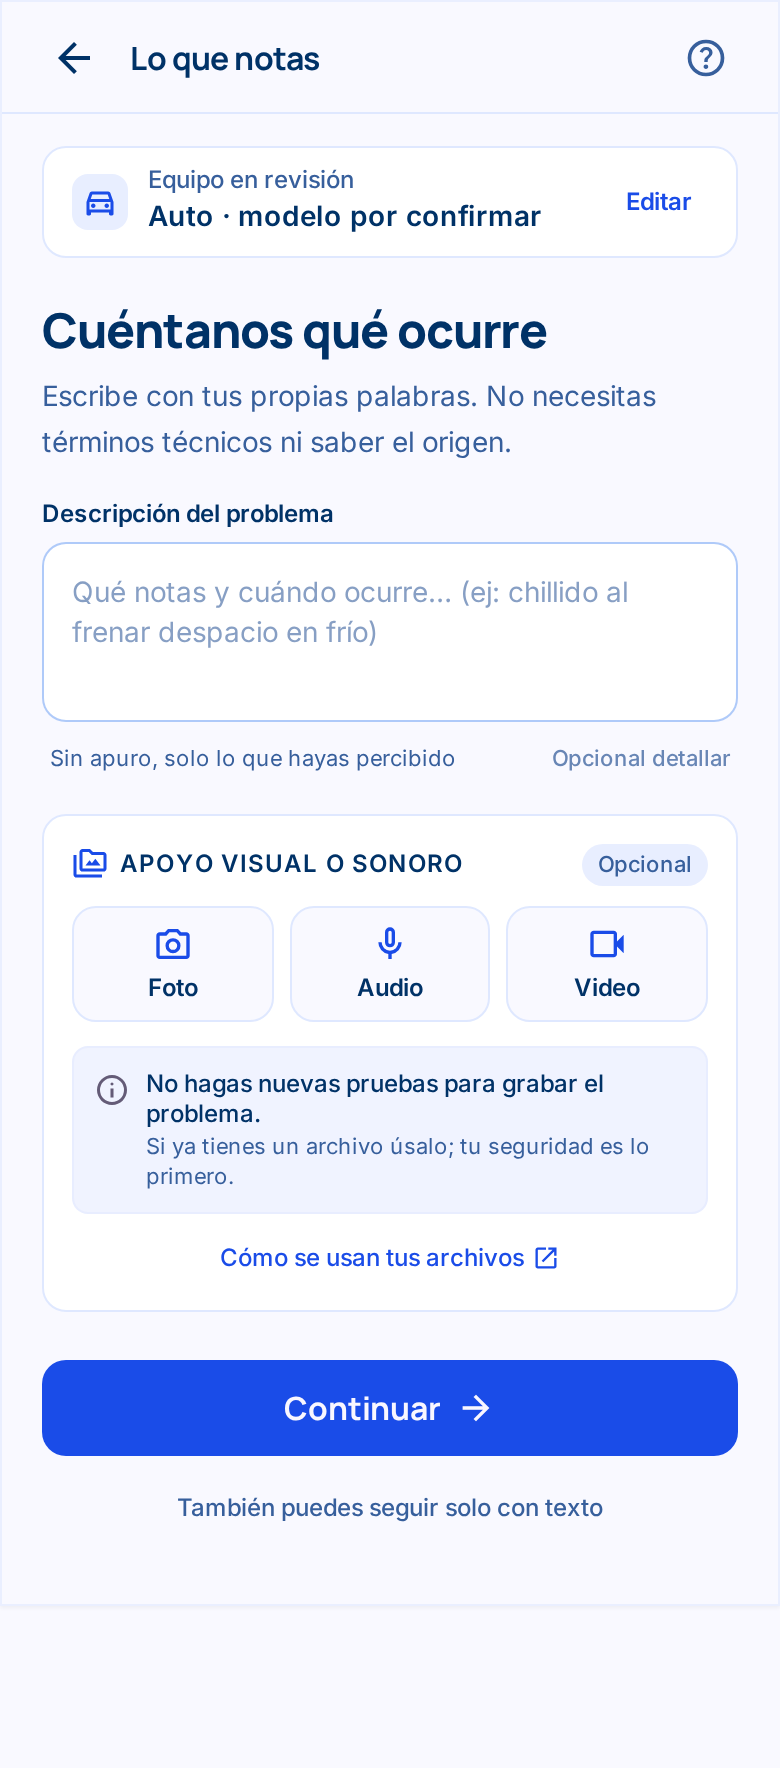 Lo que notas
Equipo en revisión
Auto · modelo por confirmar
Editar
Cuéntanos qué ocurre
Escribe con tus propias palabras. No necesitas
términos técnicos ni saber el origen.
Descripción del problema
Qué notas y cuándo ocurre... (ej: chillido al
frenar despacio en frío)
Sin apuro, solo lo que hayas percibido
Opcional detallar
APOYO VISUAL O SONORO
Opcional
Foto
Audio
Video
No hagas nuevas pruebas para grabar el
problema.
Si ya tienes un archivo úsalo; tu seguridad es lo
primero.
Cómo se usan tus archivos
Continuar
También puedes seguir solo con texto